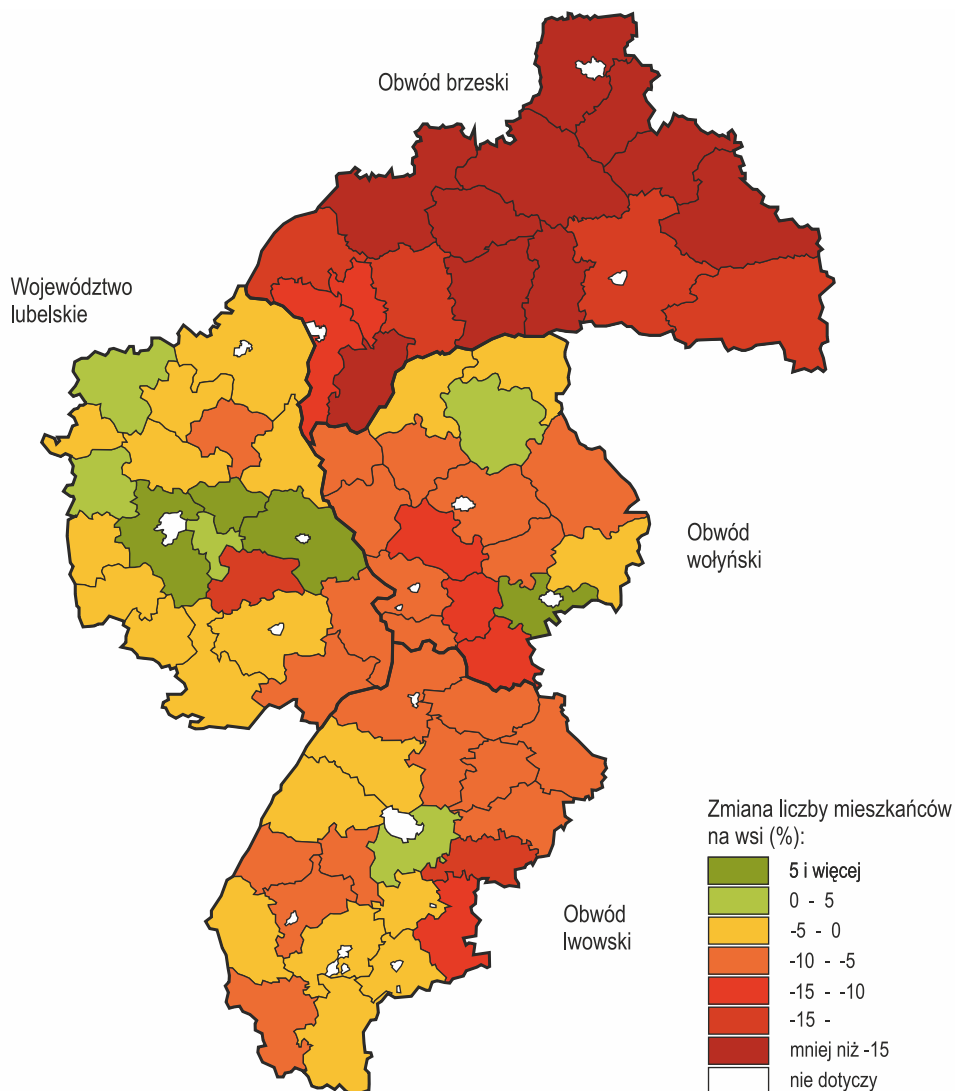 Obwód brzeski
Województwo
lubelskie
Obwód
wołyński
Obwód
lwowski
Zmiana liczby mieszkańców
na wsi (%):
5 i więcej
0 - 5
-5 - 0
-10 - -5
-15 - -10
-15 -
mniej niż -15
nie dotyczy